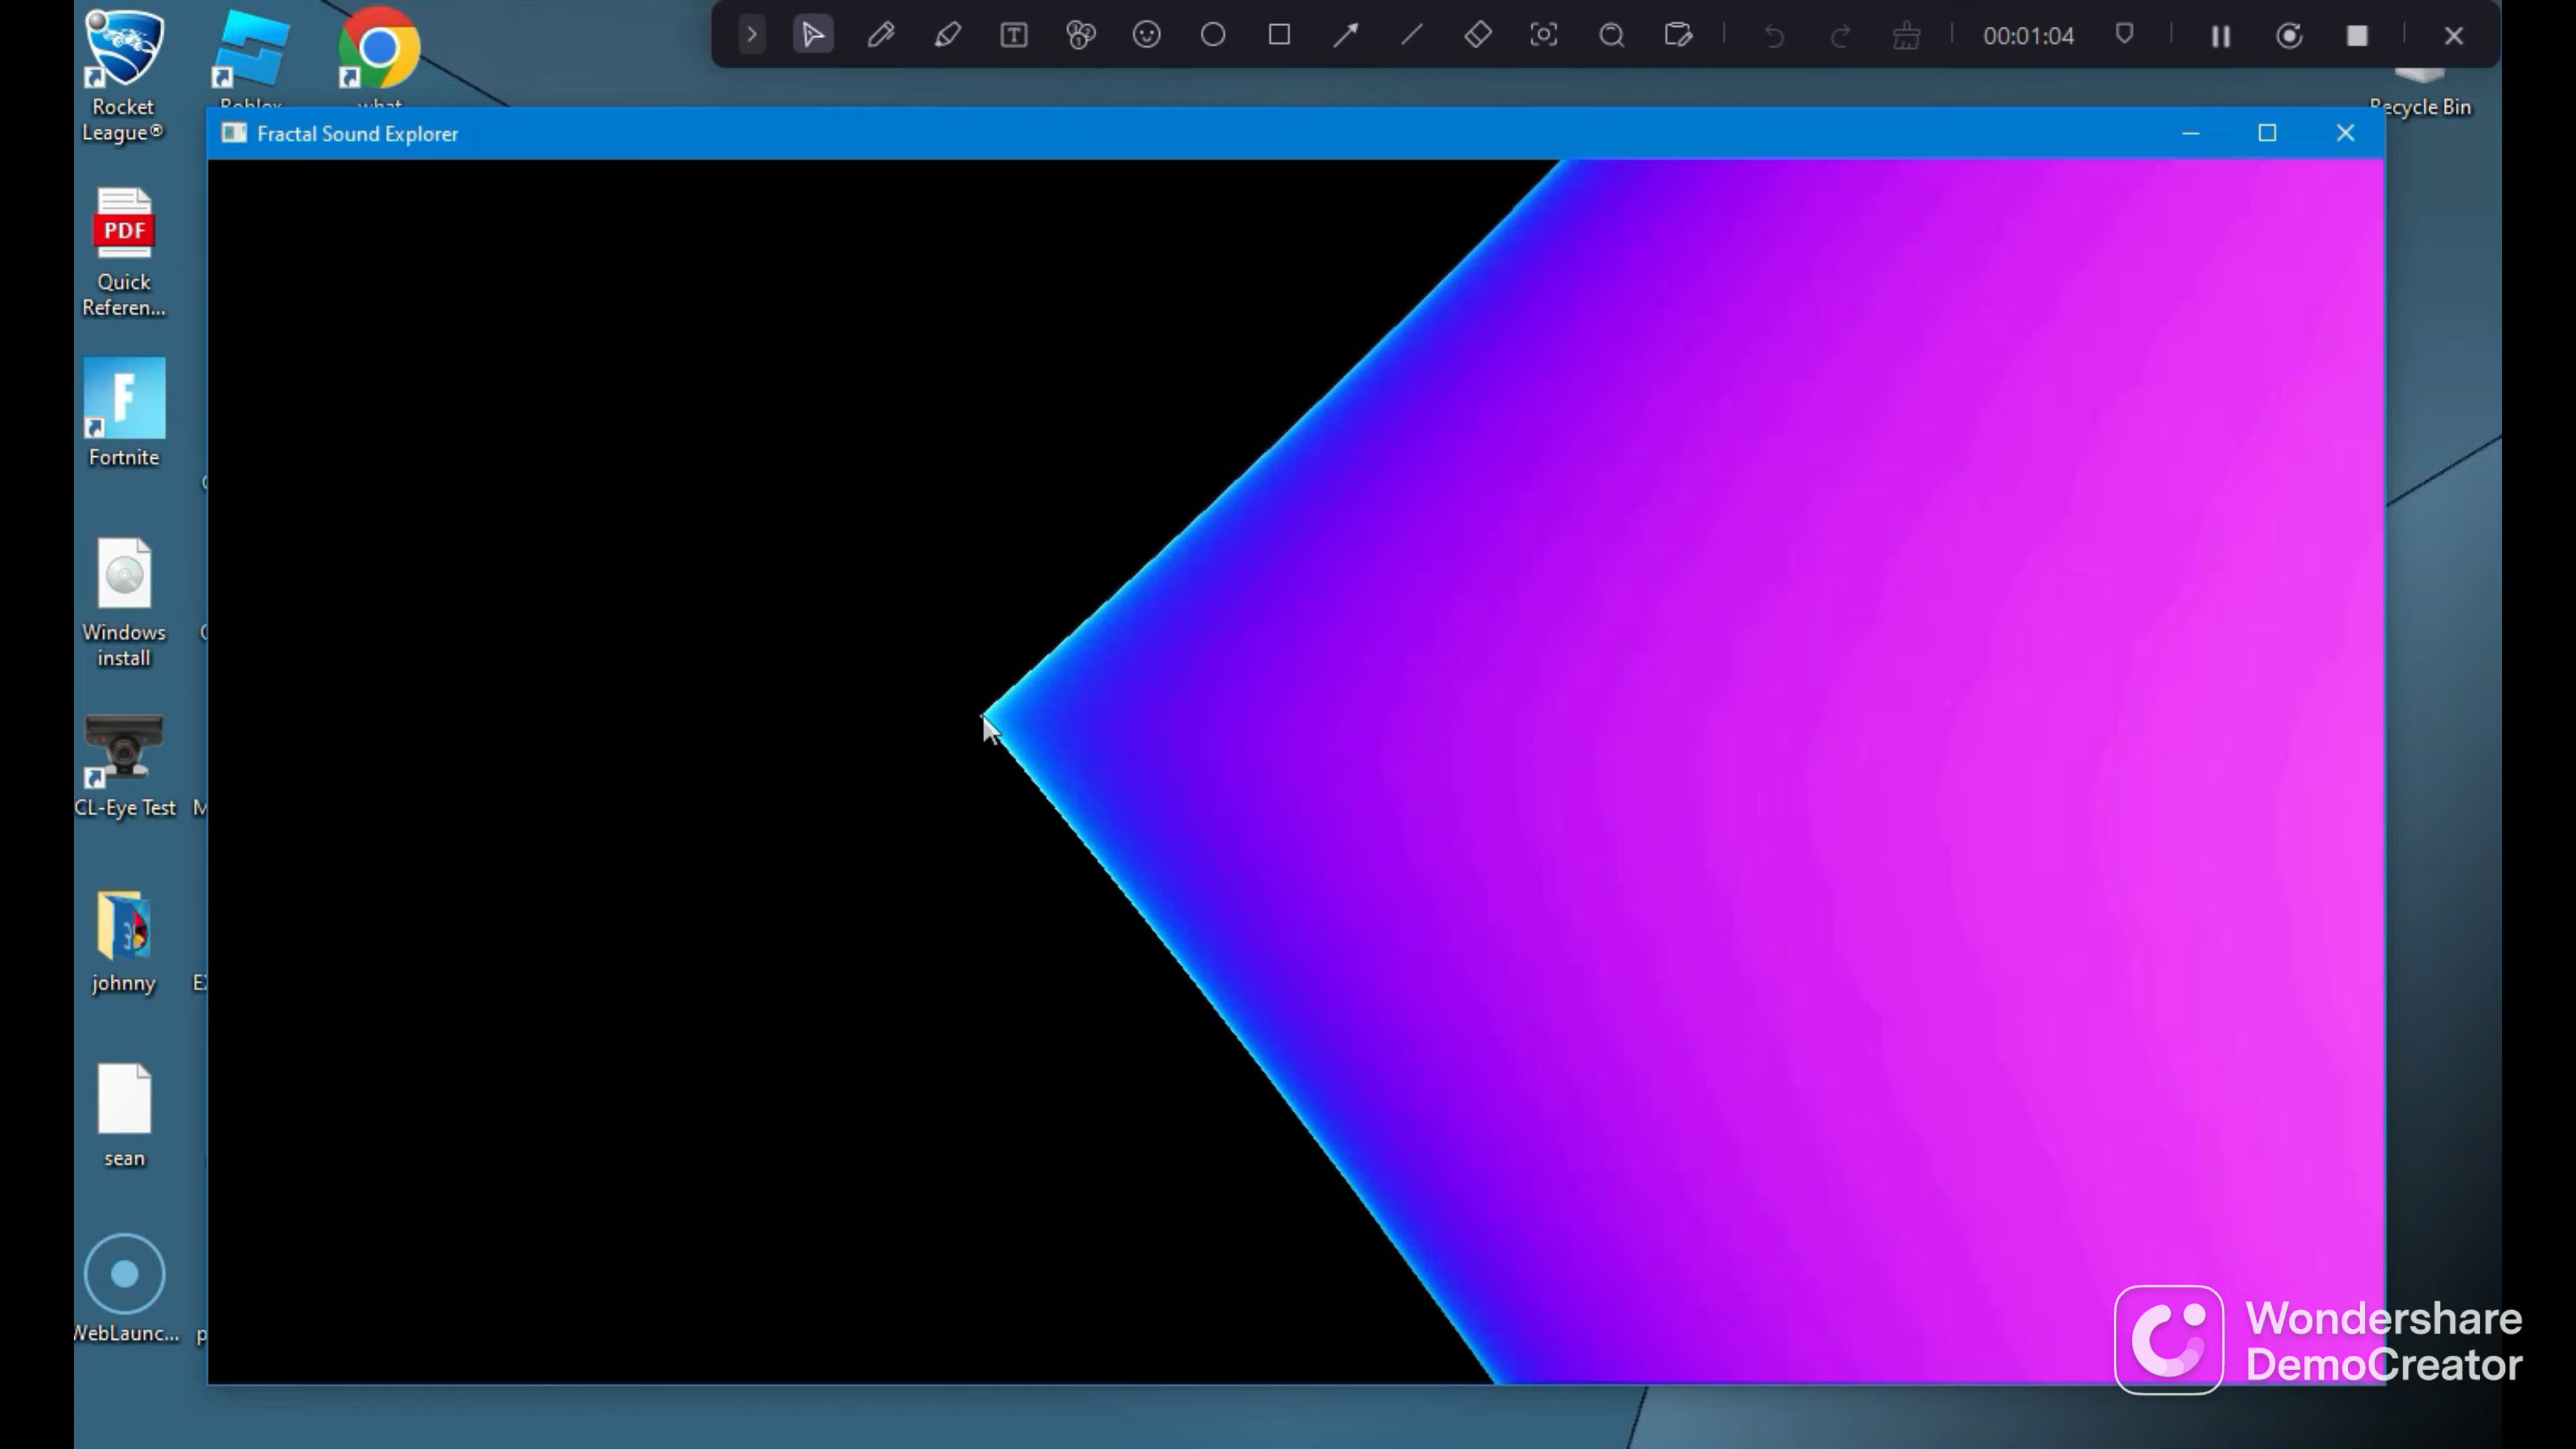 00:01:04
Rocket
League®
Recycle Bin
Fractal Sound Explorer
PDF
Quick
Referen...
F
Fortnite
Windows
install
CL-Eye Test
johnny
sean
WebLaunc...
Wondershare
DemoCreator